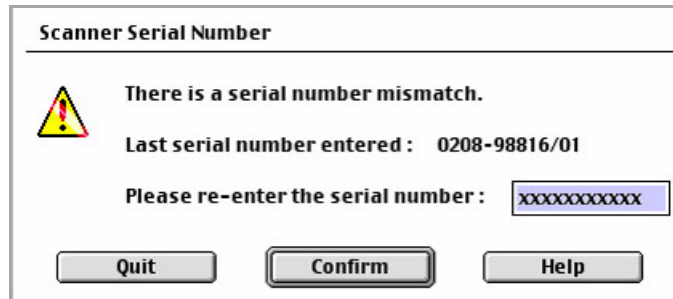 Scanner Serial Number
There is a serial number mismatch.
Last serial number entered : 0208-98816/01
Please re-enter the serial number : xxxxxxxxxxx
Quit Confirm Help